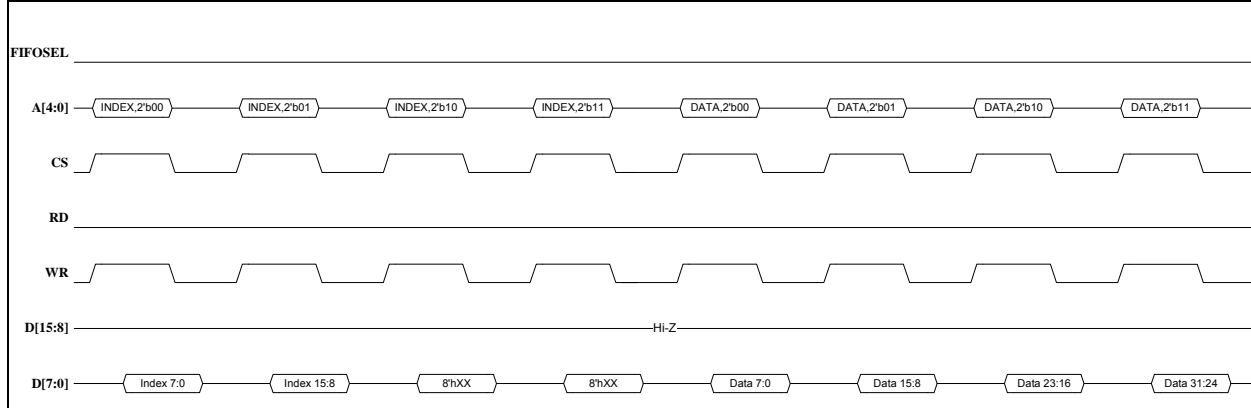 FIFOSEL
A[4:0] INDEX,2'b00 INDEX,2'b01 INDEX,2'b10 INDEX,2'b11 DATA,2'b00 DATA,2'b01 DATA,2'b10 DATA,2'b11
CS
RD
WR
D[15:8] Hi-Z
D[7:0] Index 7:0 Index 15:8 8'hXX 8'hXX Data 7:0 Data 15:8 Data 23:16 Data 31:24